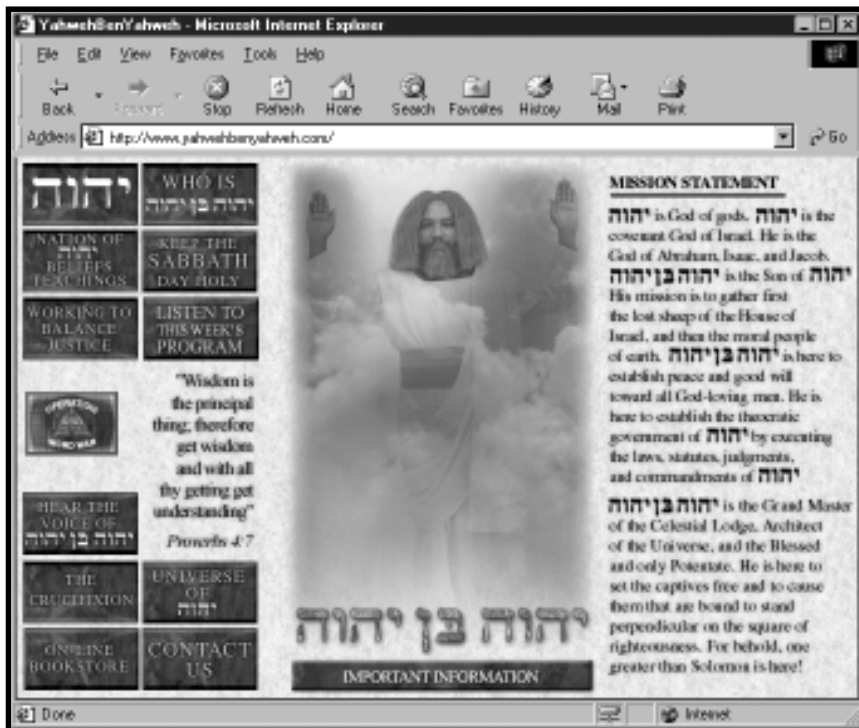 YahwehBenYahweh - Microsoft Internet Explorer
File Edit View Favorites Tools Help
Back Forward Stop Refresh Home Search Favorites History Mail Print
Address http://www.yahwehbenyahweh.com/ Go
יהוה
WHO IS
יהוה בן יהוה
NATION OF
יהוה
BELIEFS
TEACHINGS
KEEP THE
SABBATH
DAY HOLY
WORKING TO
BALANCE
JUSTICE
LISTEN TO
THIS WEEK'S
PROGRAM
OPERATION
WORD WAR
"Wisdom is
the principal
thing; therefore
get wisdom
and with all
thy getting get
understanding"
Proverbs 4:7
HEAR THE
VOICE OF
יהוה בן יהוה
THE
CRUCIFIXION
UNIVERSE
OF
יהוה
ON-LINE
BOOKSTORE
CONTACT
US
יהוה בן יהוה
IMPORTANT INFORMATION
MISSION STATEMENT
יהוה is God of gods. יהוה is the
covenant God of Israel. He is the
God of Abraham, Isaac, and Jacob.
יהוה בן יהוה is the Son of יהוה
His mission is to gather first
the lost sheep of the House of
Israel, and then the moral people
of earth. יהוה בן יהוה is here to
establish peace and good will
toward all God-loving men. He is
here to establish the theocratic
government of יהוה by executing
the laws, statutes, judgments,
and commandments of יהוה
יהוה בן יהוה is the Grand Master
of the Celestial Lodge, Architect
of the Universe, and the Blessed
and only Potentate. He is here to
set the captives free and to cause
them that are bound to stand
perpendicular on the square of
righteousness. For behold, one
greater than Solomon is here!
Done Internet